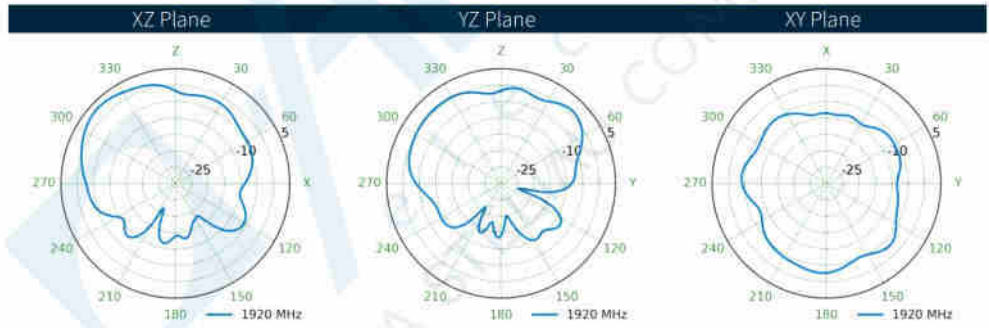 XZ Plane YZ Plane XY Plane
Z Z X
330 30 330 30 330 30
300 60 300 60 300 60
5 5 5
-10 -10 -10
-25 -25 -25
270 X 270 Y 270 Y
240 120 240 120 240 120
210 150 210 150 210 150
180 1920 MHz 180 1920 MHz 180 1920 MHz